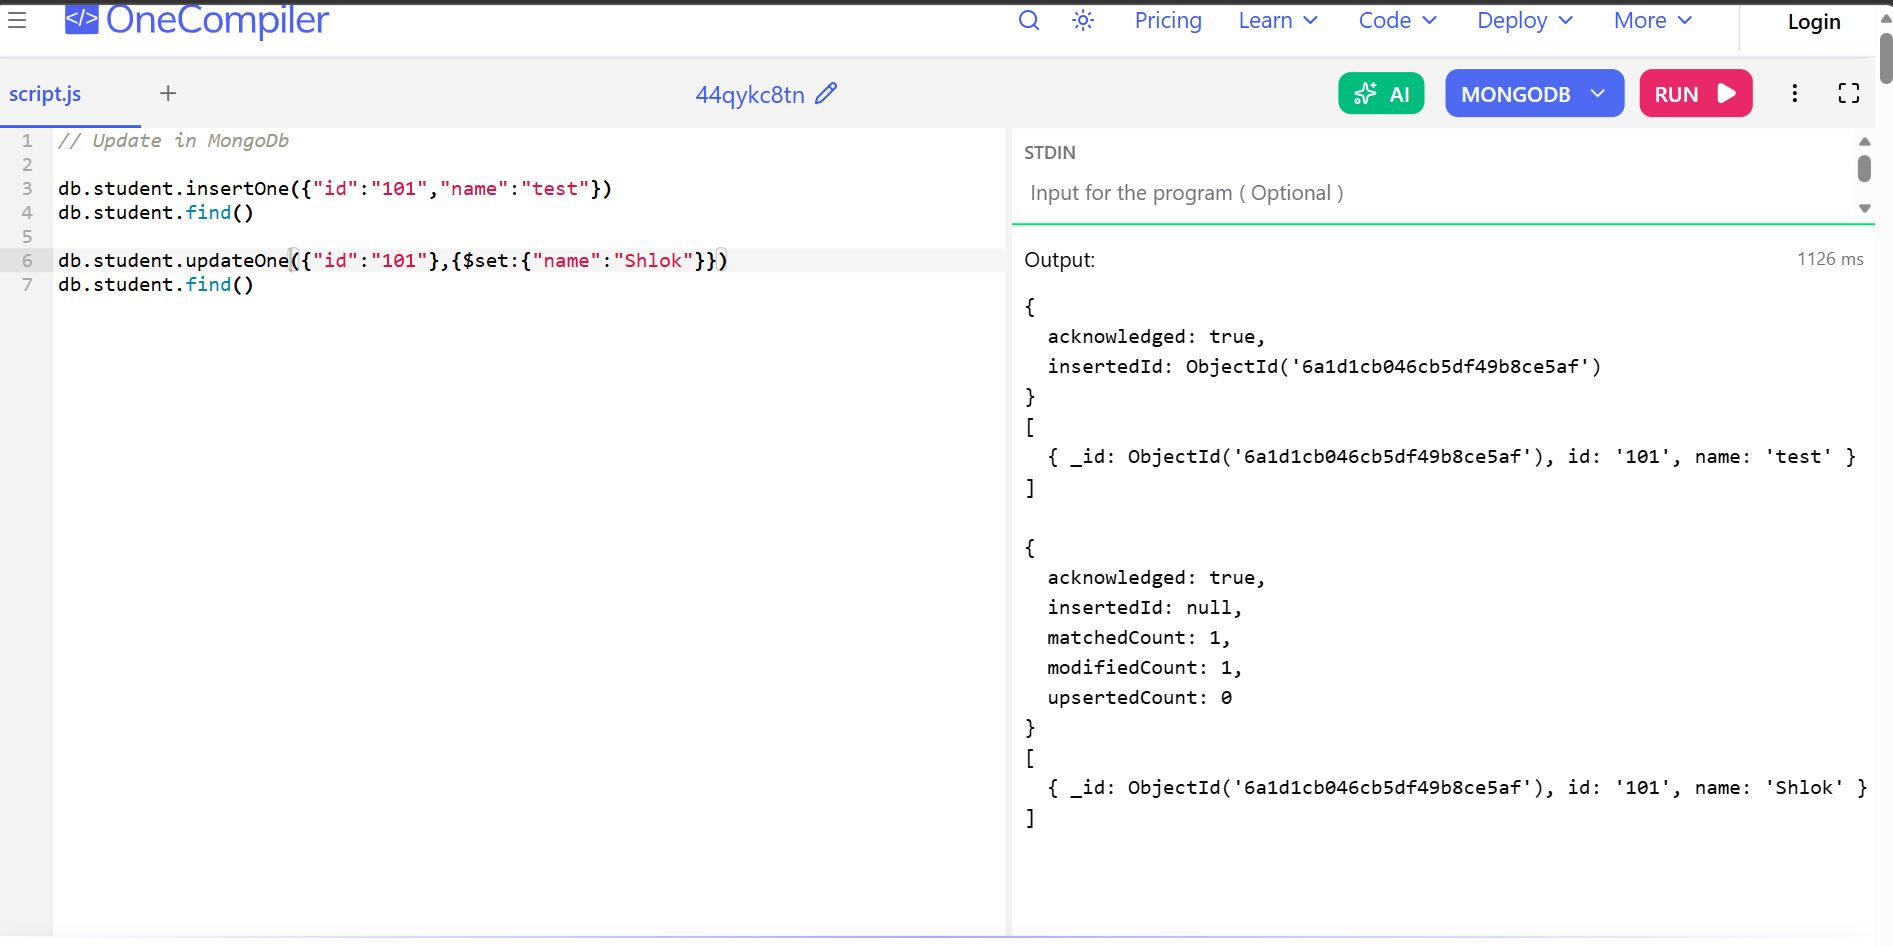 </> OneCompiler
Pricing
Learn
Code
Deploy
More
Login
script.js
+
44qykc8tn
AI
MONGODB
RUN
1 // Update in MongoDb
2
3 db.student.insertOne({"id":"101","name":"test"})
4 db.student.find()
5
6 db.student.updateOne({"id":"101"},{$set:{"name":"Shlok"}})
7 db.student.find()
STDIN
Input for the program ( Optional )
Output:
1126 ms
{
  acknowledged: true,
  insertedId: ObjectId('6a1d1cb046cb5df49b8ce5af')
}
[
  { _id: ObjectId('6a1d1cb046cb5df49b8ce5af'), id: '101', name: 'test' }
]
{
  acknowledged: true,
  insertedId: null,
  matchedCount: 1,
  modifiedCount: 1,
  upsertedCount: 0
}
[
  { _id: ObjectId('6a1d1cb046cb5df49b8ce5af'), id: '101', name: 'Shlok' }
]